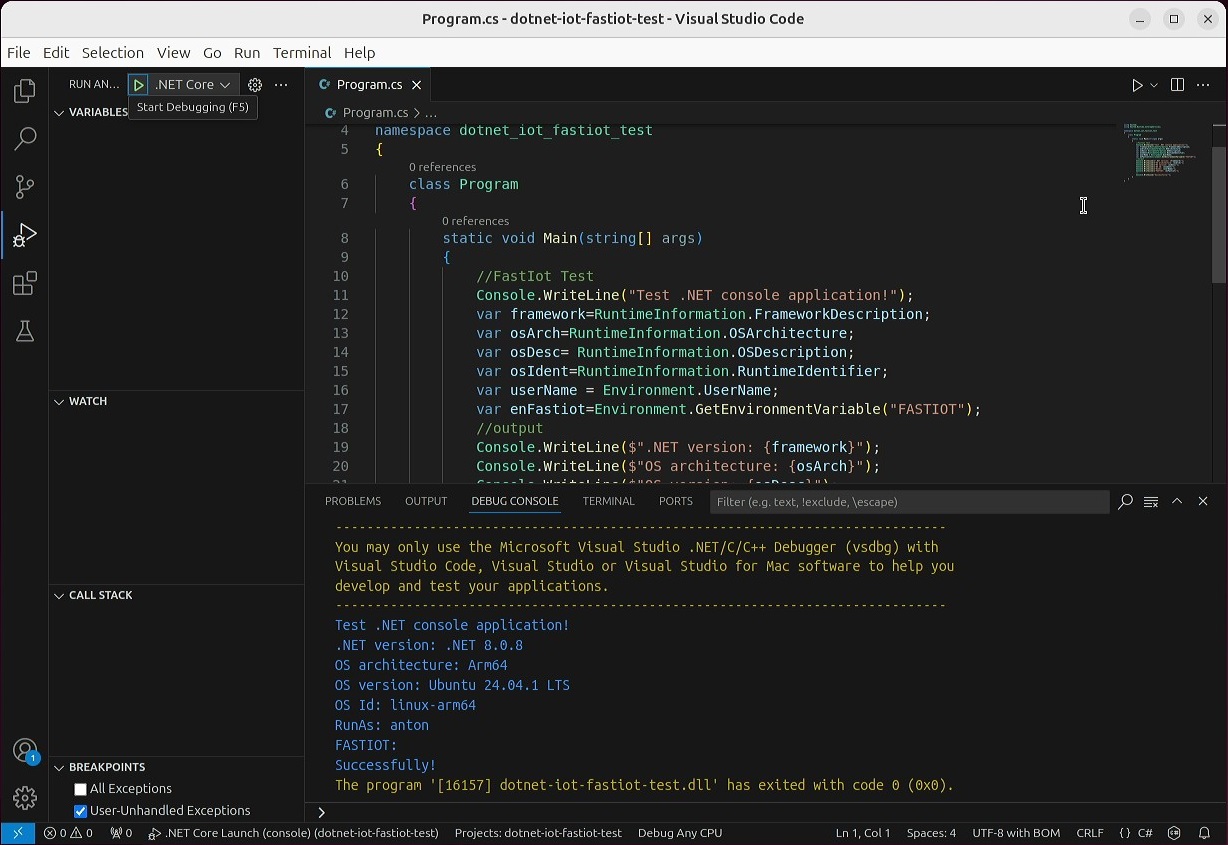 Program.cs - dotnet-iot-fastiot-test - Visual Studio Code
File Edit Selection View Go Run Terminal Help
RUN AN... .NET Core
Start Debugging (F5)
VARIABLES
WATCH
CALL STACK
BREAKPOINTS
All Exceptions
User-Unhandled Exceptions
Program.cs
Program.cs > ...
4 namespace dotnet_iot_fastiot_test
5 {
0 references
6 class Program
7 {
0 references
8 static void Main(string[] args)
9 {
10 //FastIot Test
11 Console.WriteLine("Test .NET console application!");
12 var framework=RuntimeInformation.FrameworkDescription;
13 var osArch=RuntimeInformation.OSArchitecture;
14 var osDesc= RuntimeInformation.OSDescription;
15 var osIdent=RuntimeInformation.RuntimeIdentifier;
16 var userName = Environment.UserName;
17 var enFastiot=Environment.GetEnvironmentVariable("FASTIOT");
18 //output
19 Console.WriteLine($".NET version: {framework}");
20 Console.WriteLine($"OS architecture: {osArch}");
21 Console.WriteLine($"OS version: {osDesc}");
PROBLEMS OUTPUT DEBUG CONSOLE TERMINAL PORTS Filter (e.g. text, !exclude, \escape)
------------------------------------------------------------------------------
You may only use the Microsoft Visual Studio .NET/C/C++ Debugger (vsdbg) with
Visual Studio Code, Visual Studio or Visual Studio for Mac software to help you
develop and test your applications.
------------------------------------------------------------------------------
Test .NET console application!
.NET version: .NET 8.0.8
OS architecture: Arm64
OS version: Ubuntu 24.04.1 LTS
OS Id: linux-arm64
RunAs: anton
FASTIOT:
Successfully!
The program '[16157] dotnet-iot-fastiot-test.dll' has exited with code 0 (0x0).
>
1
0 0 0 .NET Core Launch (console) (dotnet-iot-fastiot-test) Projects: dotnet-iot-fastiot-test Debug Any CPU Ln 1, Col 1 Spaces: 4 UTF-8 with BOM CRLF {} C#